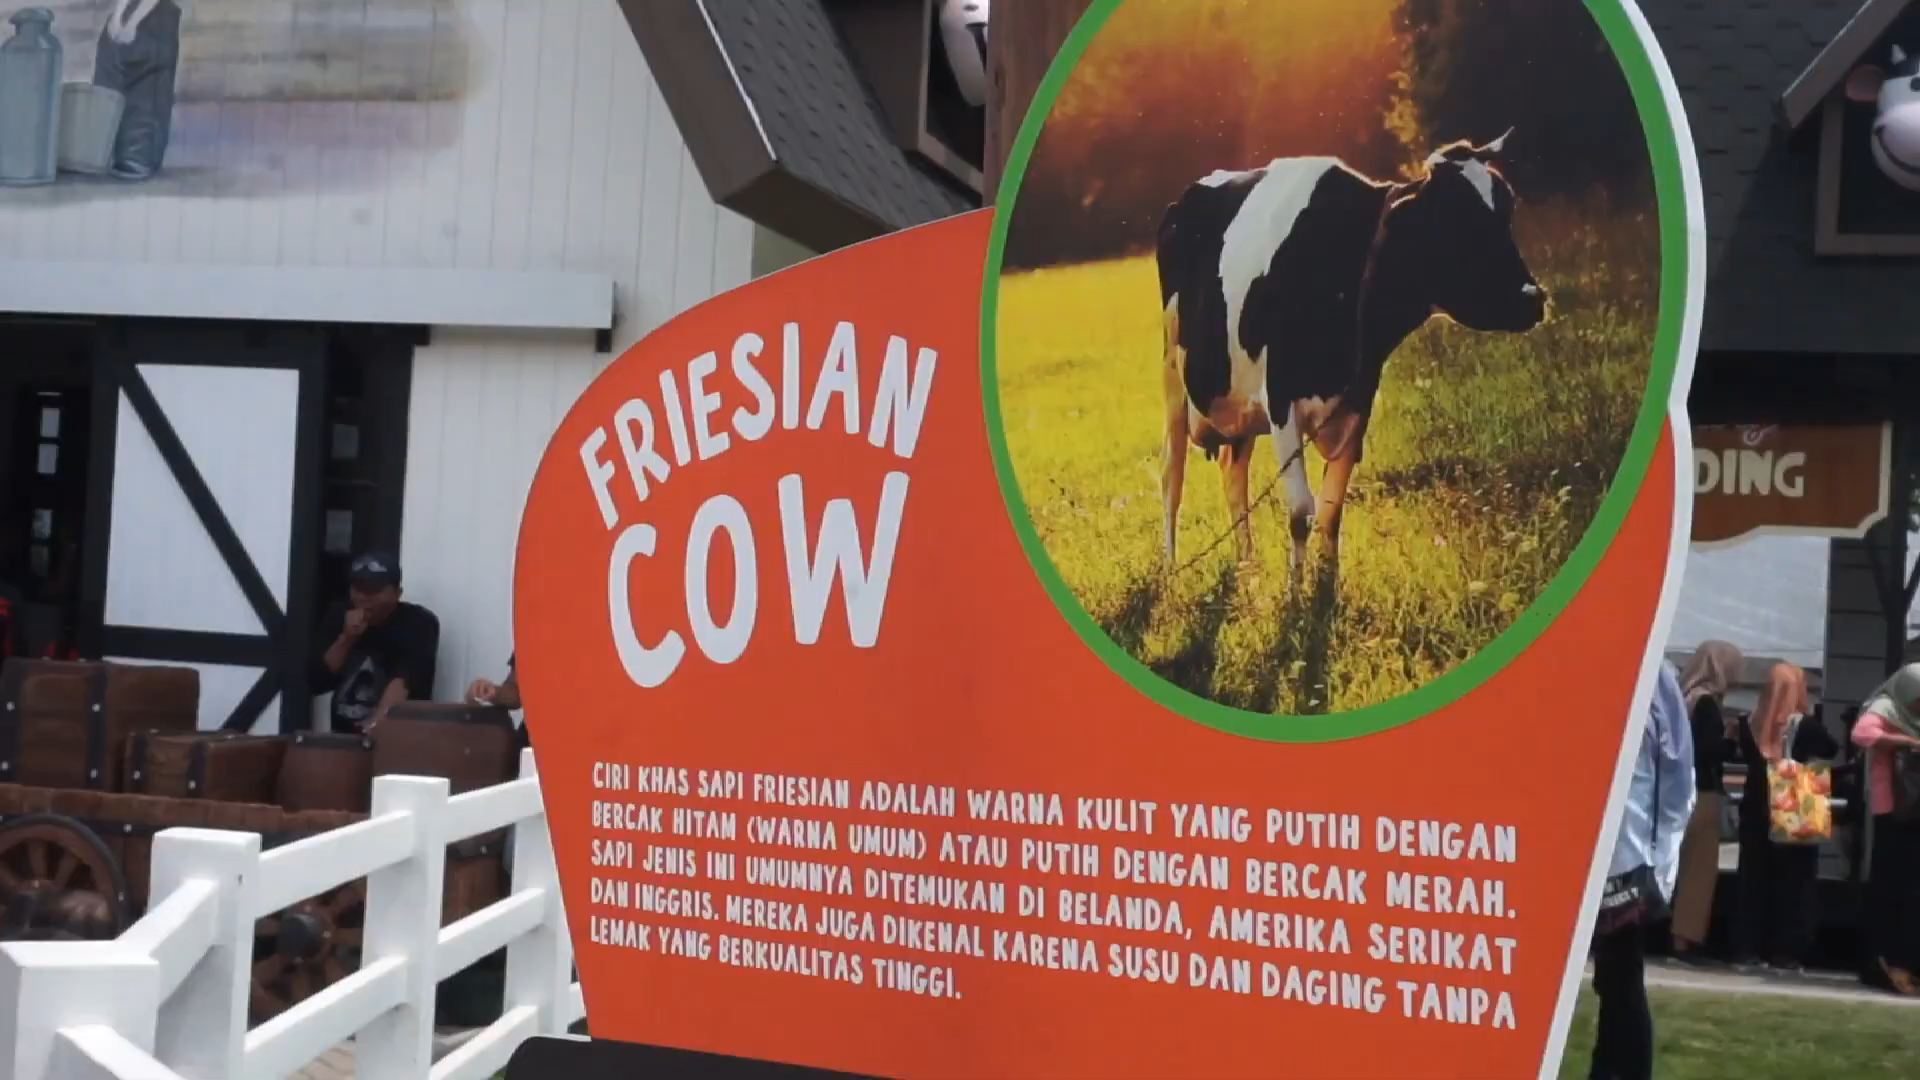 FRIESIAN
COW
CIRI KHAS SAPI FRIESIAN ADALAH WARNA KULIT YANG PUTIH DENGAN
BERCAK HITAM (WARNA UMUM) ATAU PUTIH DENGAN BERCAK MERAH.
SAPI JENIS INI UMUMNYA DITEMUKAN DI BELANDA, AMERIKA SERIKAT
DAN INGGRIS. MEREKA JUGA DIKENAL KARENA SUSU DAN DAGING TANPA
LEMAK YANG BERKUALITAS TINGGI.
DING